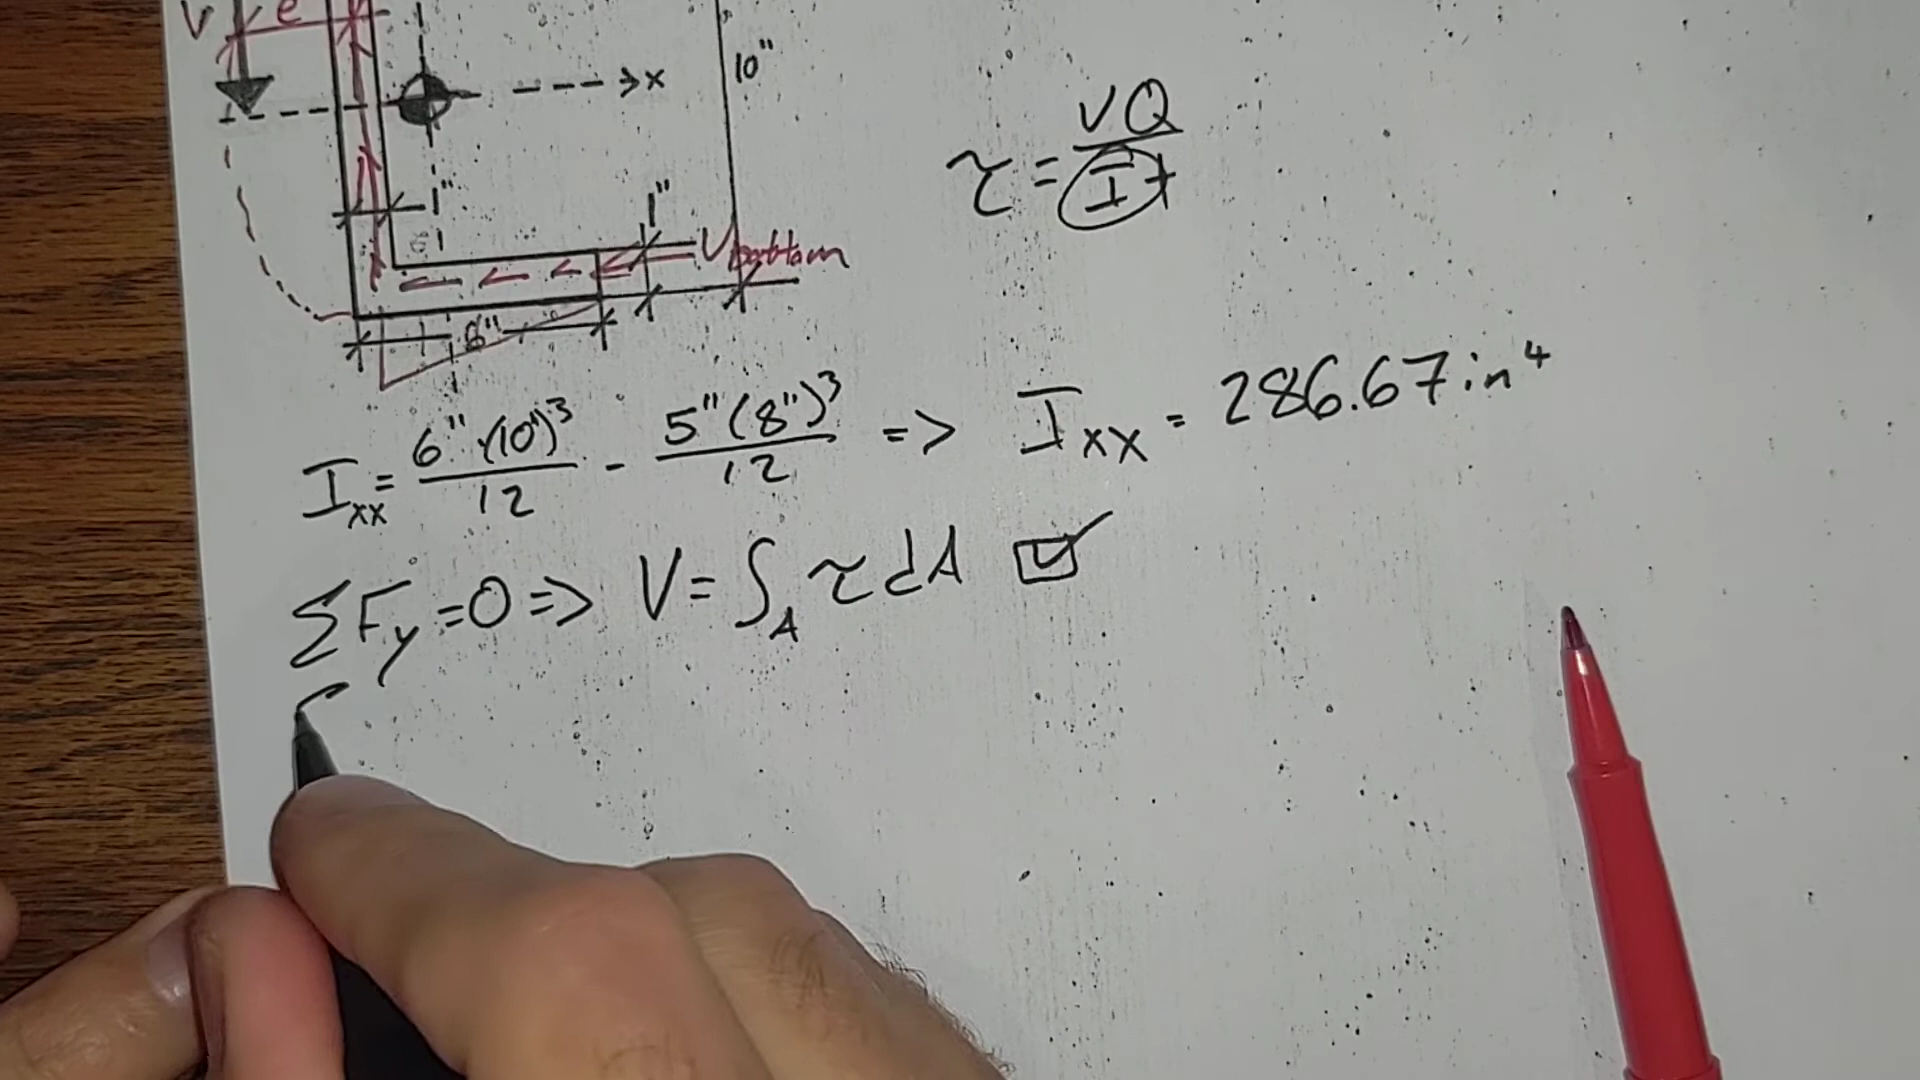 V e
x
10"
τ = VQ / It
1"
1"
Vbottom
6"
Ixx = 6"(10")³ / 12 - 5"(8")³ / 12 => Ixx = 286.67 in⁴
ΣFy = 0 => V = ∫A τ dA ☑